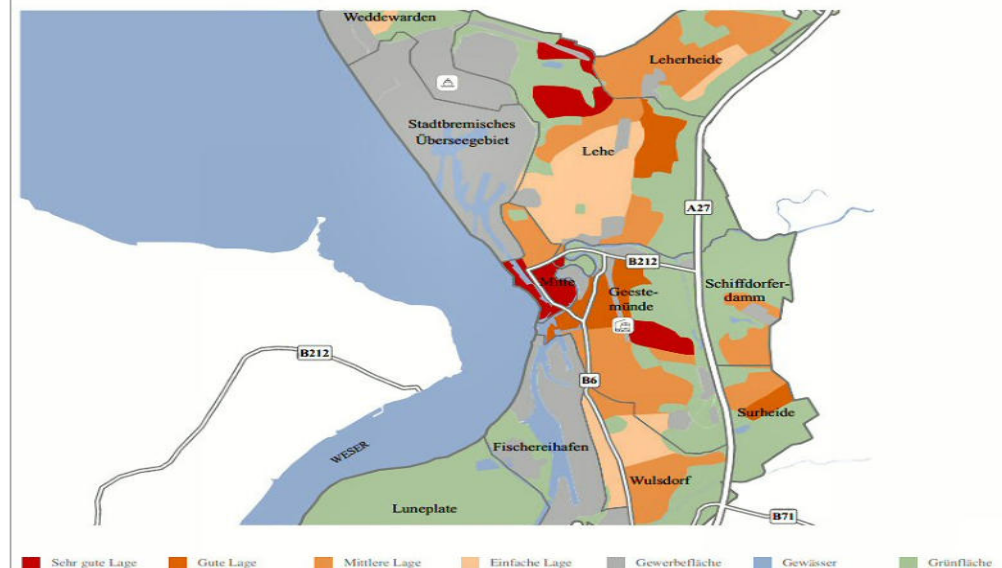 Weddewarden
Leherheide
Stadtbremisches
Überseegebiet
Lehe
A27
B212
Mitte
Geeste-
münde
Schiffdorfer-
damm
B212
B6
Surheide
WESER
Fischereihafen
Wulsdorf
Luneplate
B71
Sehr gute Lage
Gute Lage
Mittlere Lage
Einfache Lage
Gewerbefläche
Gewässer
Grünfläche